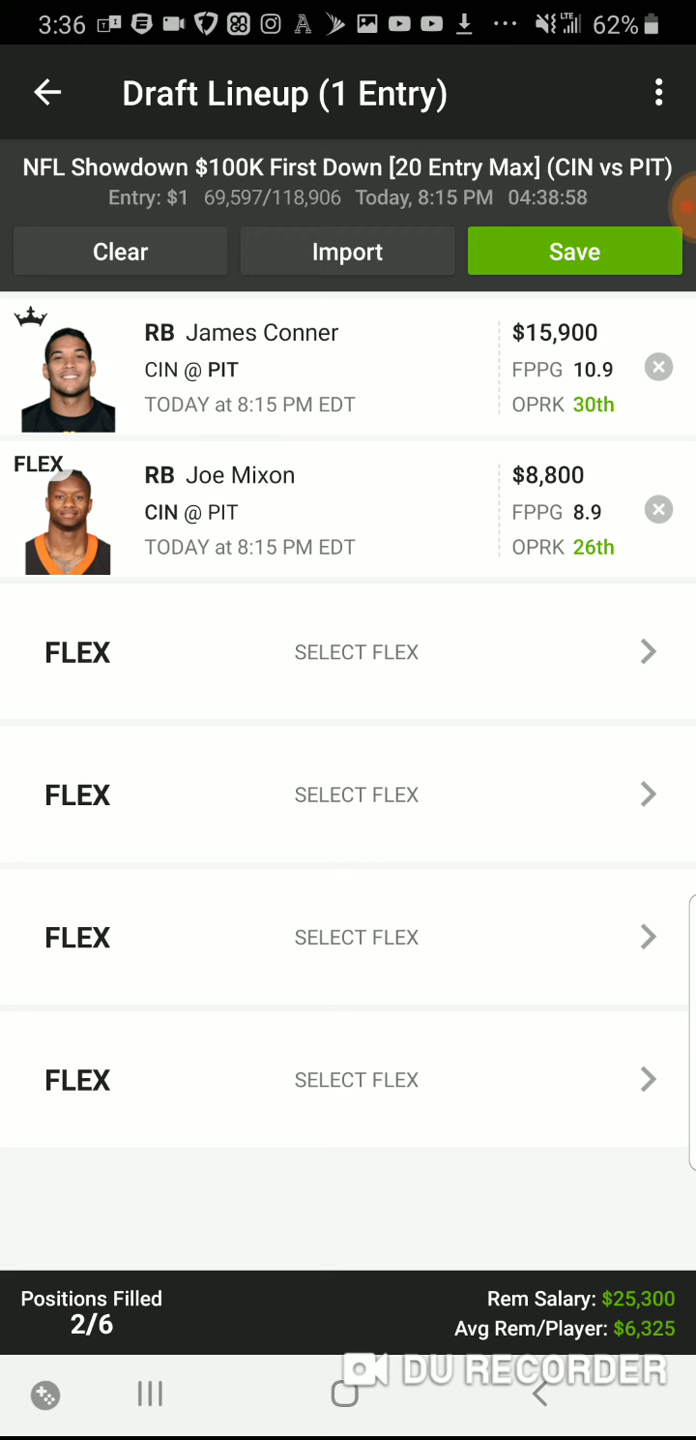 3:36 LTE 62%
Draft Lineup (1 Entry)
NFL Showdown $100K First Down [20 Entry Max] (CIN vs PIT)
Entry: $1 69,597/118,906 Today, 8:15 PM 04:38:58
Clear Import Save
RB James Conner $15,900
CIN @ PIT FPPG 10.9
TODAY at 8:15 PM EDT OPRK 30th
FLEX
RB Joe Mixon $8,800
CIN @ PIT FPPG 8.9
TODAY at 8:15 PM EDT OPRK 26th
FLEX SELECT FLEX
FLEX SELECT FLEX
FLEX SELECT FLEX
FLEX SELECT FLEX
Positions Filled Rem Salary: $25,300
2/6 Avg Rem/Player: $6,325
DU RECORDER